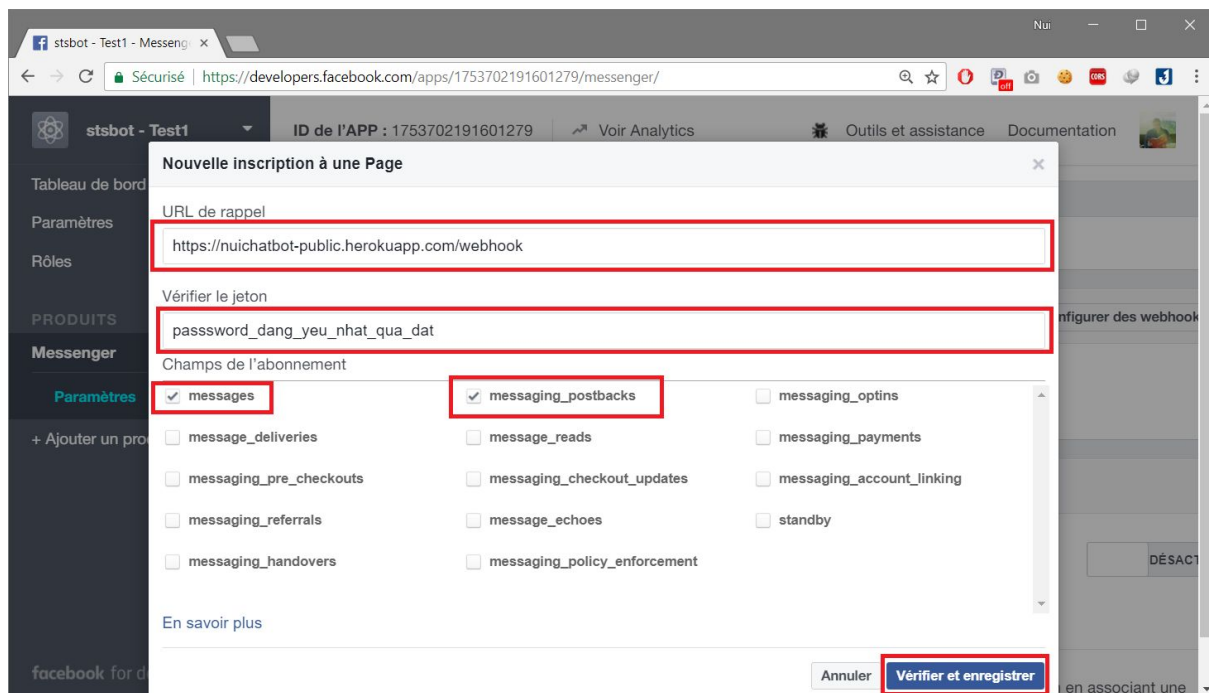 Nui
stsbot - Test1 - Messeng
Sécurisé | https://developers.facebook.com/apps/1753702191601279/messenger/
off
CORS
stsbot - Test1
ID de l'APP : 1753702191601279
Voir Analytics
Outils et assistance
Documentation
Nouvelle inscription à une Page
Tableau de bord
URL de rappel
Paramètres
https://nuichatbot-public.herokuapp.com/webhook
Rôles
Vérifier le jeton
PRODUITS
passsword_dang_yeu_nhat_qua_dat
nfigurer des webhook
Messenger
Champs de l'abonnement
Paramètres
messages
messaging_postbacks
messaging_optins
+ Ajouter un pro
message_deliveries
message_reads
messaging_payments
messaging_pre_checkouts
messaging_checkout_updates
messaging_account_linking
messaging_referrals
message_echoes
standby
messaging_handovers
messaging_policy_enforcement
DÉSACT
En savoir plus
facebook for d
Annuler
Vérifier et enregistrer
en associant une